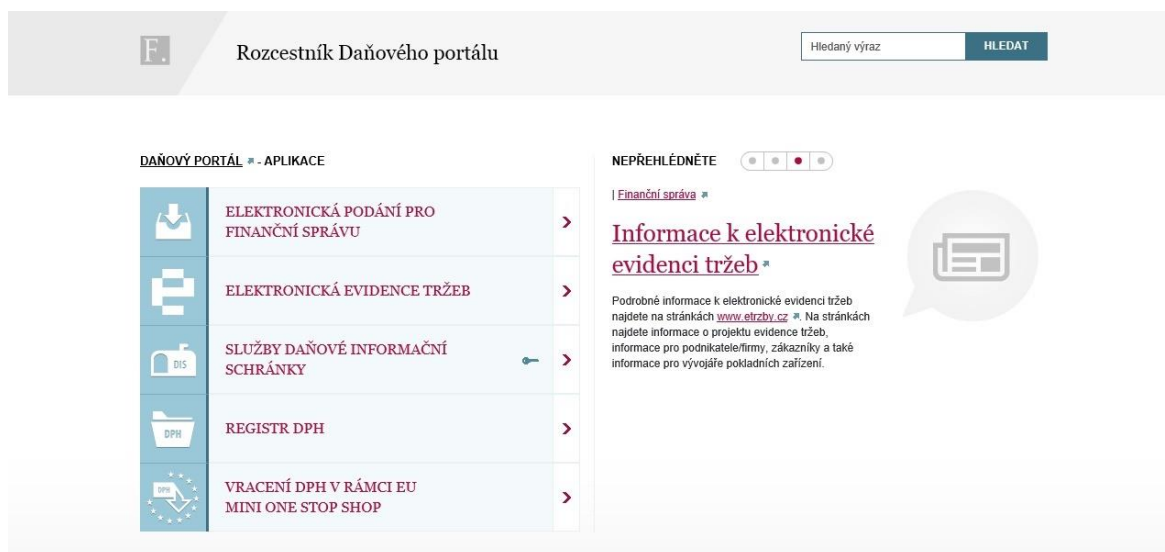 F.
Rozcestník Daňového portálu
Hledaný výraz
HLEDAT
DAŇOVÝ PORTÁL - APLIKACE
ELEKTRONICKÁ PODÁNÍ PRO
FINANČNÍ SPRÁVU
ELEKTRONICKÁ EVIDENCE TRŽEB
DIS
SLUŽBY DAŇOVÉ INFORMAČNÍ
SCHRÁNKY
DPH
REGISTR DPH
DPH
VRACENÍ DPH V RÁMCI EU
MINI ONE STOP SHOP
NEPŘEHLÉDNĚTE
| Finanční správa
Informace k elektronické
evidenci tržeb
Podrobné informace k elektronické evidenci tržeb
najdete na stránkách www.etrzby.cz . Na stránkách
najdete informace o projektu evidence tržeb,
informace pro podnikatele/firmy, zákazníky a také
informace pro vývojáře pokladních zařízení.